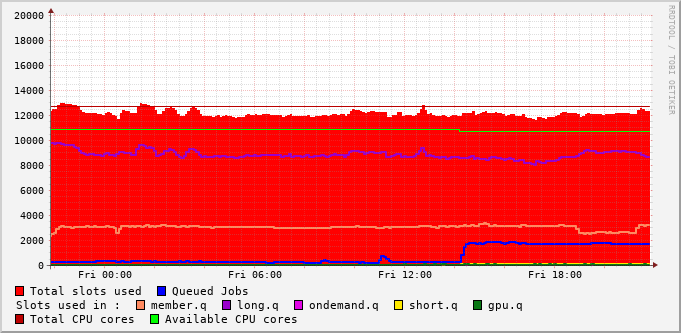 20000
18000
16000
14000
12000
10000
8000
6000
4000
2000
0
Fri 00:00 Fri 06:00 Fri 12:00 Fri 18:00
RRDTOOL / TOBI OETIKER
Total slots used Queued Jobs
Slots used in : member.q long.q ondemand.q short.q gpu.q
Total CPU cores Available CPU cores